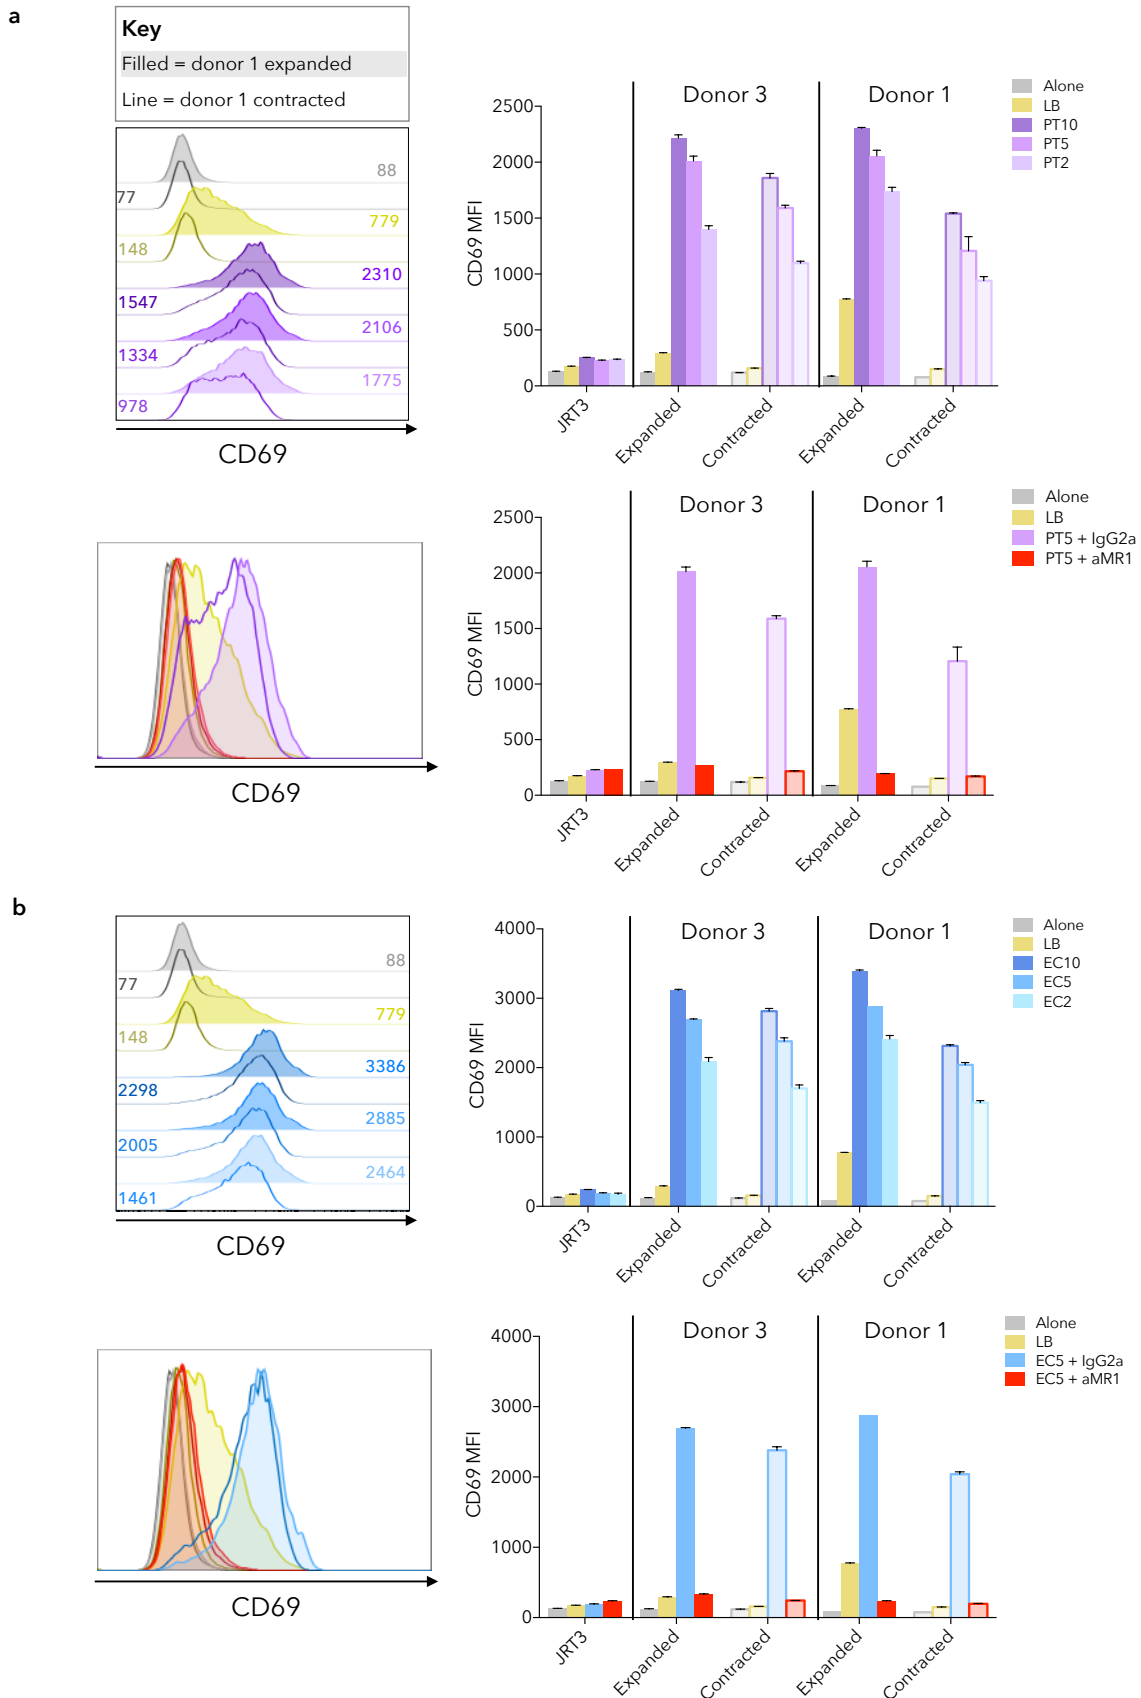 a
Key
Filled = donor 1 expanded
Line = donor 1 contracted
88
77
779
148
2310
1547
2106
1334
1775
978
CD69
Donor 3
Donor 1
CD69 MFI
2500
2000
1500
1000
500
0
JRT3
Expanded
Contracted
Expanded
Contracted
Alone
LB
PT10
PT5
PT2
CD69
Donor 3
Donor 1
CD69 MFI
2500
2000
1500
1000
500
0
JRT3
Expanded
Contracted
Expanded
Contracted
Alone
LB
PT5 + IgG2a
PT5 + aMR1
b
88
77
779
148
3386
2298
2885
2005
2464
1461
CD69
Donor 3
Donor 1
CD69 MFI
4000
3000
2000
1000
0
JRT3
Expanded
Contracted
Expanded
Contracted
Alone
LB
EC10
EC5
EC2
CD69
Donor 3
Donor 1
CD69 MFI
4000
3000
2000
1000
0
JRT3
Expanded
Contracted
Expanded
Contracted
Alone
LB
EC5 + IgG2a
EC5 + aMR1